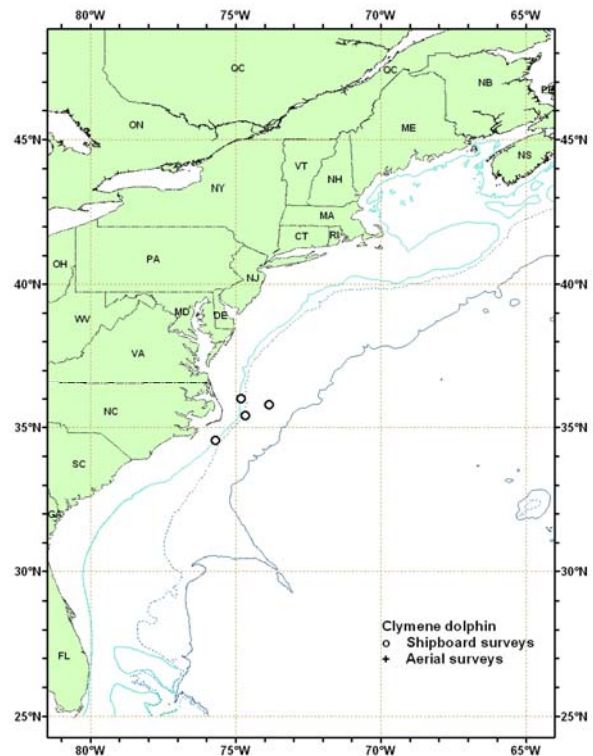 80°W 75°W 70°W 65°W
QC
QC
NB
PE
ON
ME
45°N 45°N
NS
VT
NH
NY
MA
CT RI
PA
40°N 40°N
OH
NJ
MD
DE
WV
VA
NC
35°N 35°N
SC
GA
30°N 30°N
Clymene dolphin
Shipboard surveys
Aerial surveys
FL
25°N 25°N
80°W 75°W 70°W 65°W